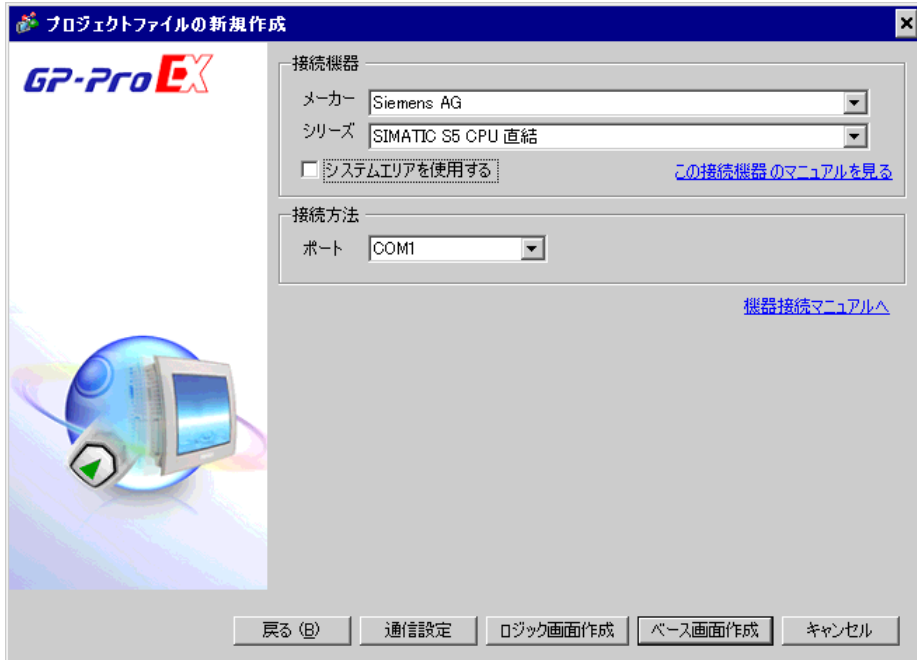 プロジェクトファイルの新規作成
GP-Pro EX
接続機器
メーカー Siemens AG
シリーズ SIMATIC S5 CPU 直結
システムエリアを使用する この接続機器のマニュアルを見る
接続方法
ポート COM1
機器接続マニュアルへ
戻る (B) 通信設定 ロジック画面作成 ベース画面作成 キャンセル